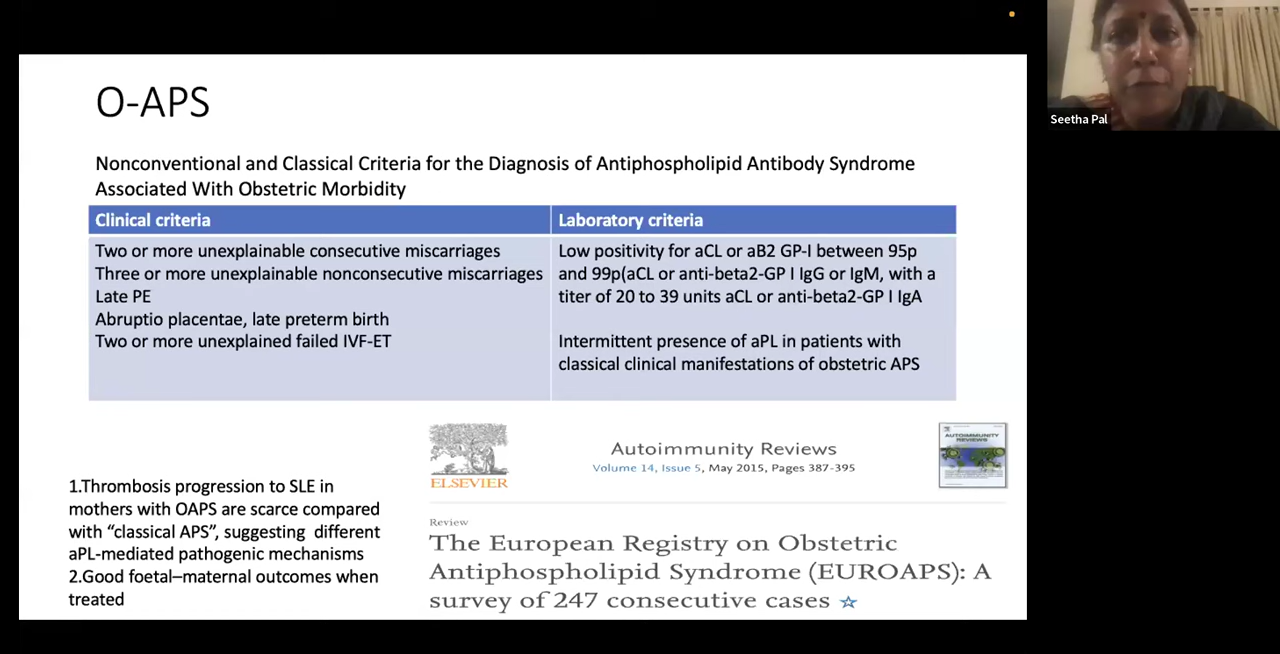 O-APS
Nonconventional and Classical Criteria for the Diagnosis of Antiphospholipid Antibody Syndrome
Associated With Obstetric Morbidity
Clinical criteria
Two or more unexplainable consecutive miscarriages
Three or more unexplainable nonconsecutive miscarriages
Late PE
Abruptio placentae, late preterm birth
Two or more unexplained failed IVF-ET
Laboratory criteria
Low positivity for aCL or aB2 GP-I between 95p
and 99p(aCL or anti-beta2-GP I IgG or IgM, with a
titer of 20 to 39 units aCL or anti-beta2-GP I IgA
Intermittent presence of aPL in patients with
classical clinical manifestations of obstetric APS
1.Thrombosis progression to SLE in
mothers with OAPS are scarce compared
with “classical APS”, suggesting different
aPL-mediated pathogenic mechanisms
2.Good foetal–maternal outcomes when
treated
ELSEVIER
Autoimmunity Reviews
Volume 14, Issue 5, May 2015, Pages 387-395
AUTOIMMUNITY
REVIEWS
Review
The European Registry on Obstetric
Antiphospholipid Syndrome (EUROAPS): A
survey of 247 consecutive cases ☆
Seetha Pal